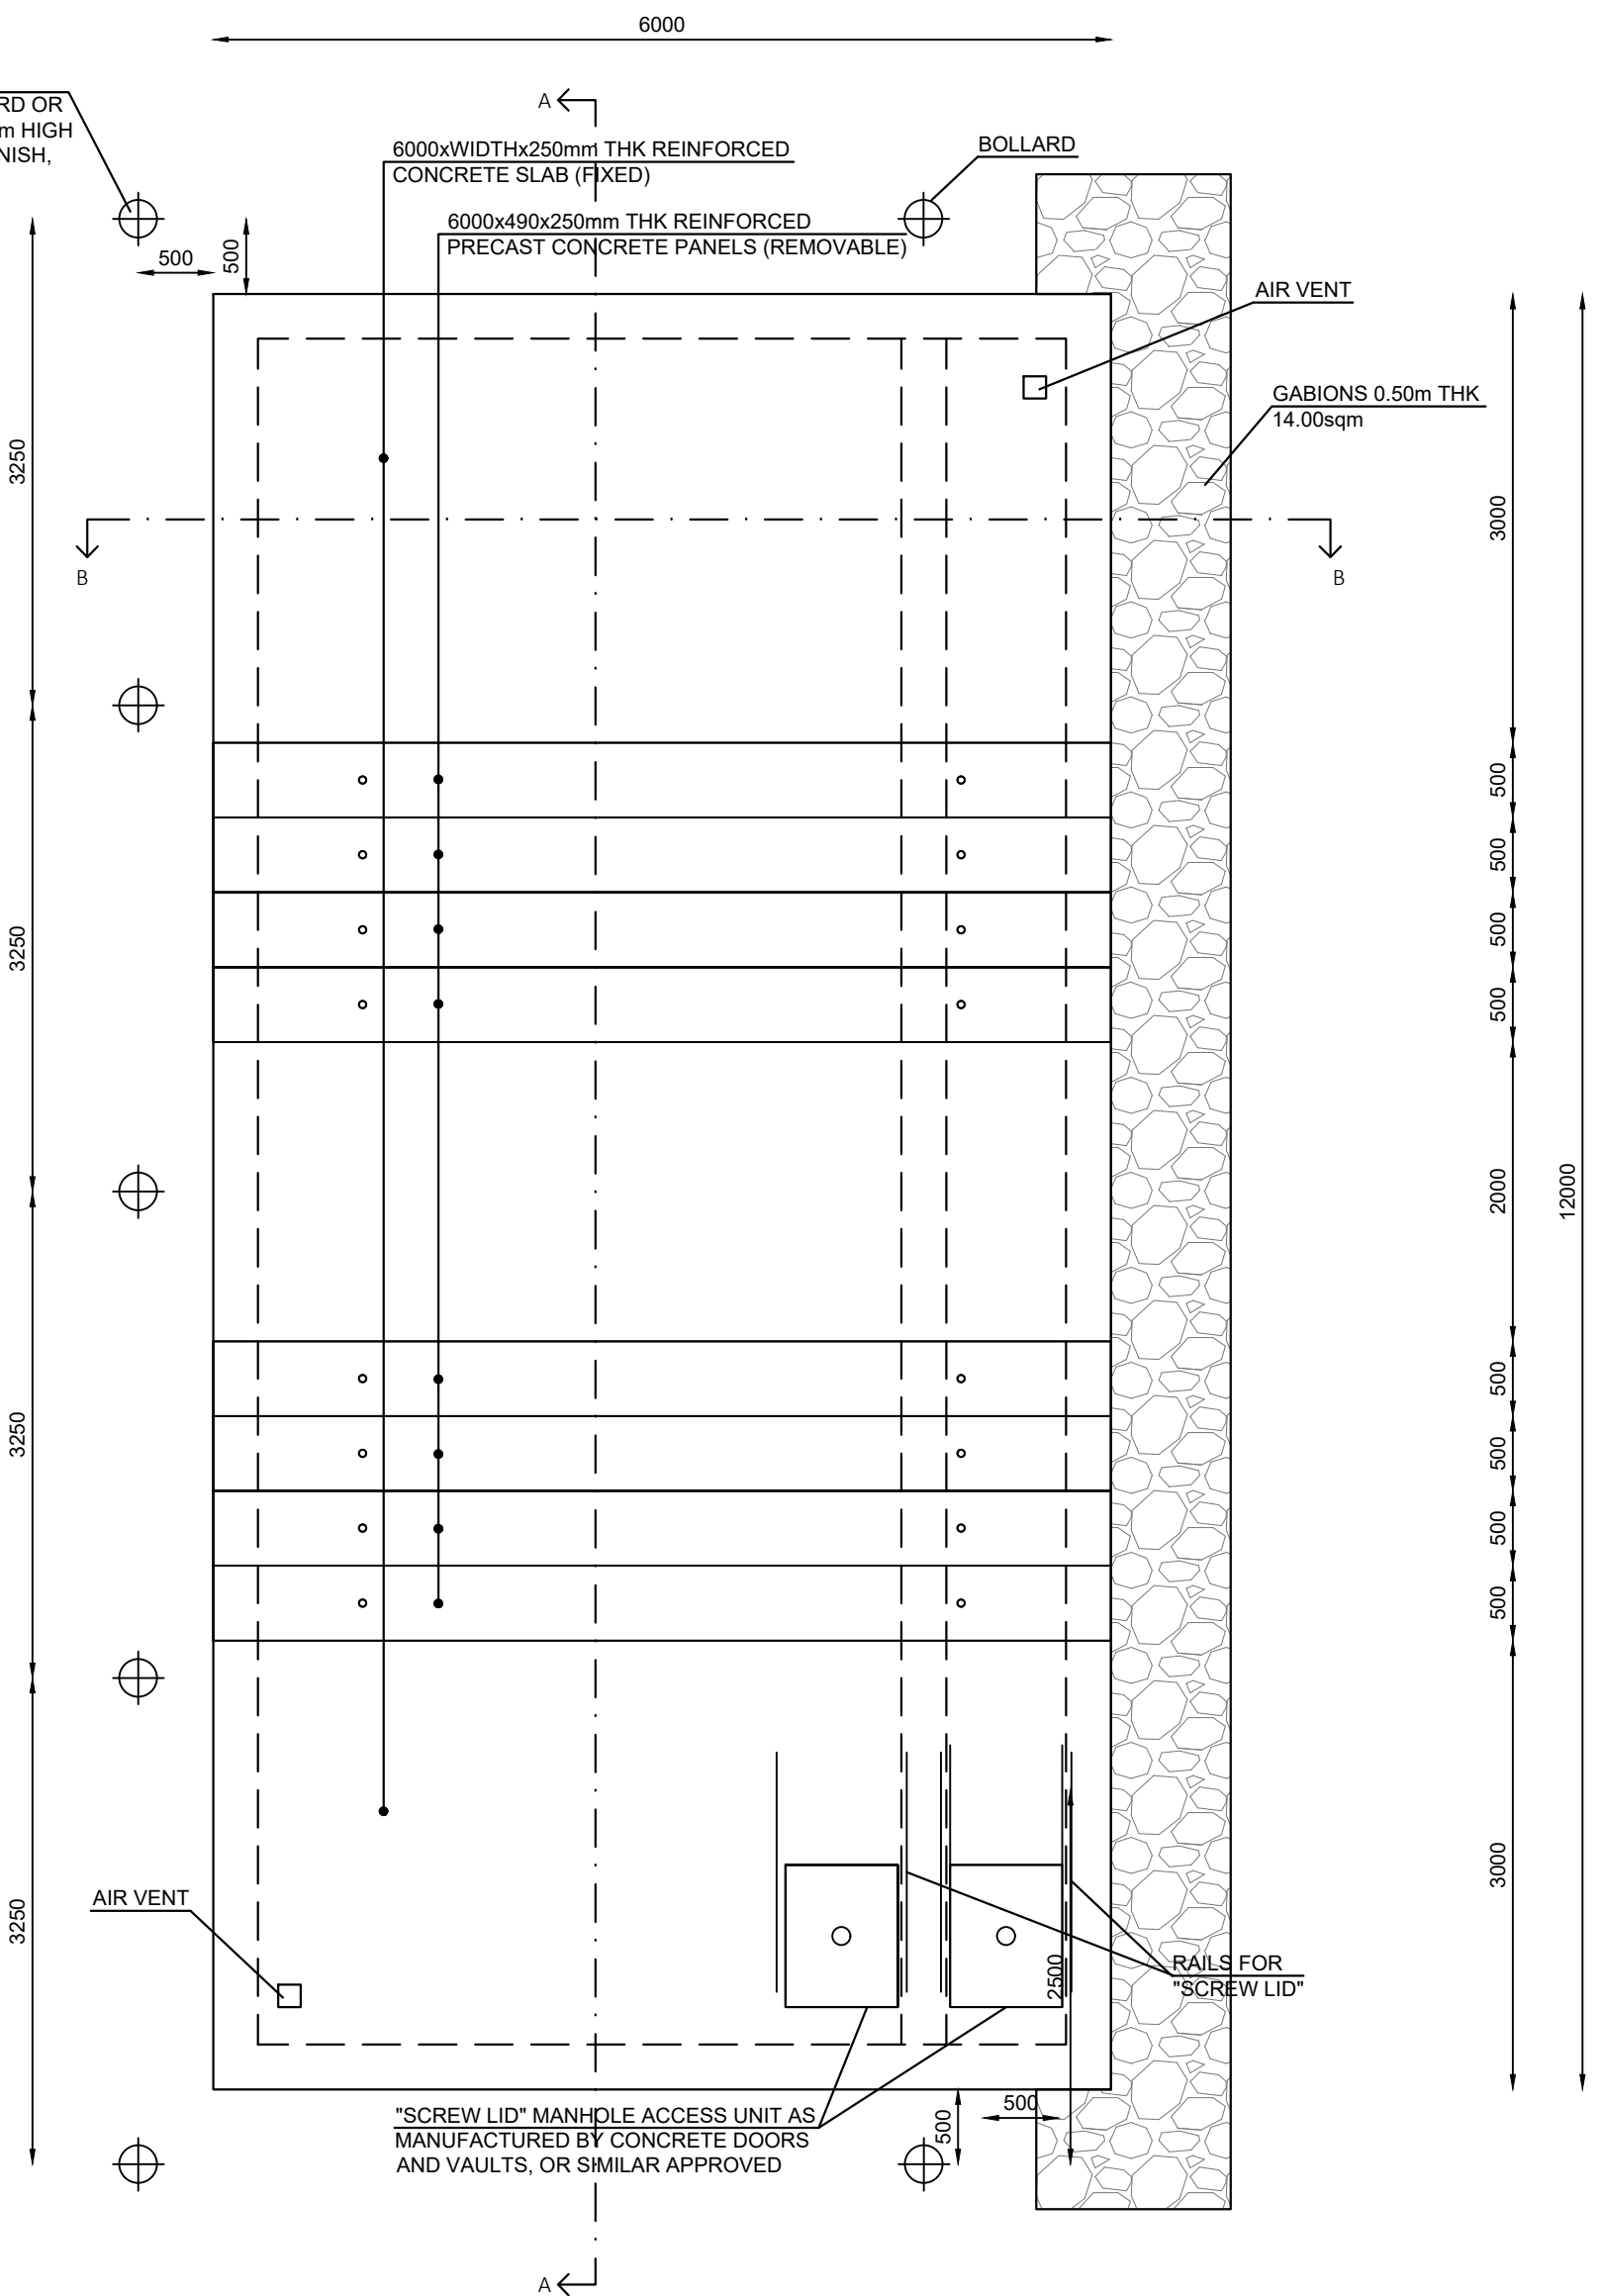 6000
RD OR
m HIGH
NISH,
A
6000xWIDTHx250mm THK REINFORCED
CONCRETE SLAB (FIXED)
BOLLARD
6000x490x250mm THK REINFORCED
PRECAST CONCRETE PANELS (REMOVABLE)
500
500
AIR VENT
GABIONS 0.50m THK
14.00sqm
3250
3000
B
B
500
500
500
500
3250
2000
12000
500
500
500
500
3250
3000
3250
AIR VENT
2500
RAILS FOR
"SCREW LID"
500
500
"SCREW LID" MANHOLE ACCESS UNIT AS
MANUFACTURED BY CONCRETE DOORS
AND VAULTS, OR SIMILAR APPROVED
A